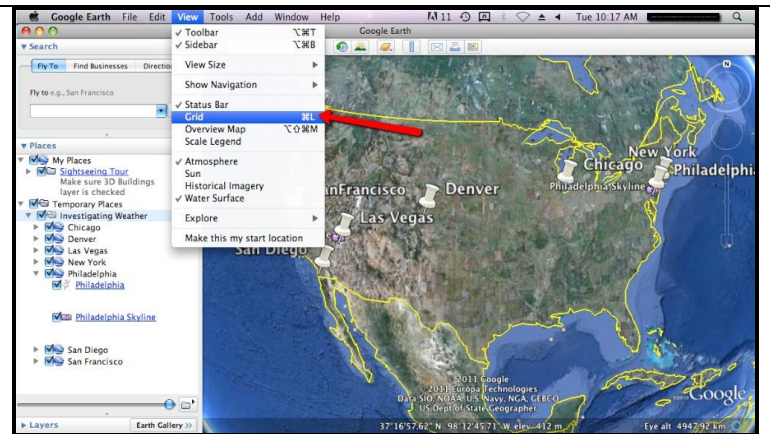 Google Earth File Edit View Tools Add Window Help 11 Tue 10:17 AM
Google Earth
Search
Fly To Find Businesses Directio
Fly to e.g., San Francisco
Places
My Places
Sightseeing Tour
Make sure 3D Buildings
layer is checked
Temporary Places
Investigating Weather
Chicago
Denver
Las Vegas
New York
Philadelphia
Philadelphia
Philadelphia Skyline
San Diego
San Francisco
Layers
Earth Gallery >>
✓ Toolbar ⌥⌘T
✓ Sidebar ⌥⌘B
View Size
Show Navigation
✓ Status Bar
Grid ⌘L
Overview Map ⌥⇧⌘M
Scale Legend
✓ Atmosphere
Sun
Historical Imagery
✓ Water Surface
Explore
Make this my start location
N
New York
Chicago
Philadelphi
Philadelphia Skyline
anFrancisco
Denver
Las Vegas
San Diego
2011 Google
2011 Europa Technologies
Data SIO, NOAA, U.S. Navy, NGA, GEBCO
US Dept of State Geographer
Google
37°16'57.62" N 98°12'45.71" W elev 412 m
Eye alt 4947.92 km